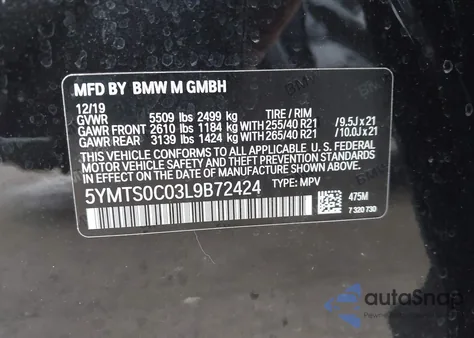 MFD BY BMW M GMBH
12/19
GVWR 5509 lbs 2499 kg TIRE / RIM
GAWR FRONT 2610 lbs 1184 kg WITH 255/40 R21 / 9.5J x 21
GAWR REAR 3139 lbs 1424 kg WITH 265/40 R21 / 10.0J x 21
THIS VEHICLE CONFORMS TO ALL APPLICABLE U.S. FEDERAL
MOTOR VEHICLE SAFETY AND THEFT PREVENTION STANDARDS
IN EFFECT ON THE DATE OF MANUFACTURE SHOWN ABOVE.
5YMTS0C03L9B72424 TYPE: MPV
475M
7 320 730
autoSnap